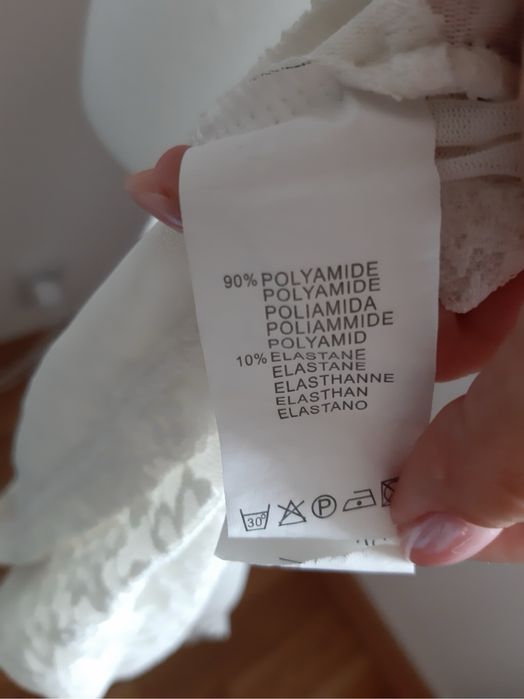 90% POLYAMIDE
POLYAMIDE
POLIAMIDA
POLIAMMIDE
POLYAMID
10% ELASTANE
ELASTANE
ELASTHANNE
ELASTHAN
ELASTANO
30°
P